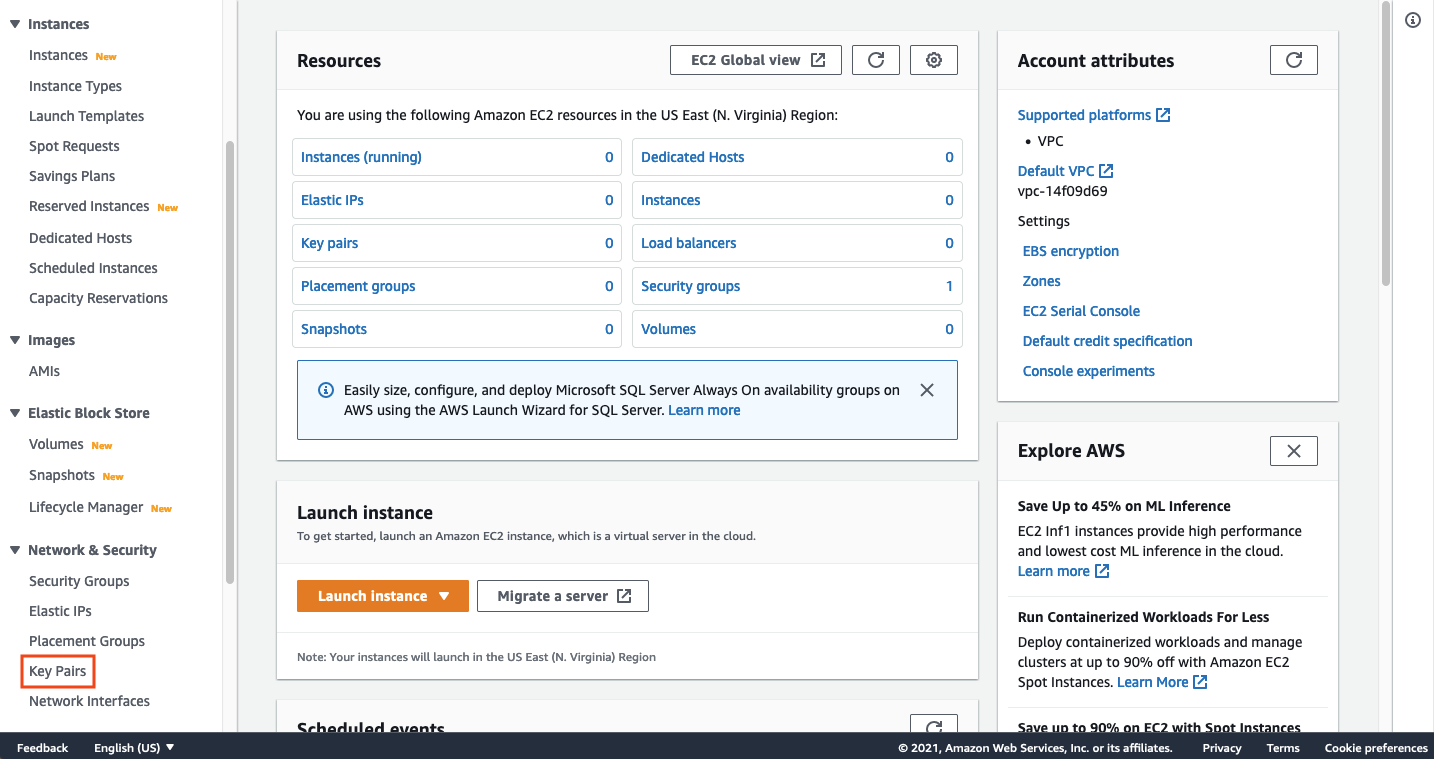 Instances
Instances New
Instance Types
Launch Templates
Spot Requests
Savings Plans
Reserved Instances New
Dedicated Hosts
Scheduled Instances
Capacity Reservations
Images
AMIs
Elastic Block Store
Volumes New
Snapshots New
Lifecycle Manager New
Network & Security
Security Groups
Elastic IPs
Placement Groups
Key Pairs
Network Interfaces
Resources
EC2 Global view
You are using the following Amazon EC2 resources in the US East (N. Virginia) Region:
Instances (running) 0
Dedicated Hosts 0
Elastic IPs 0
Instances 0
Key pairs 0
Load balancers 0
Placement groups 0
Security groups 1
Snapshots 0
Volumes 0
Easily size, configure, and deploy Microsoft SQL Server Always On availability groups on
AWS using the AWS Launch Wizard for SQL Server. Learn more
Launch instance
To get started, launch an Amazon EC2 instance, which is a virtual server in the cloud.
Launch instance
Migrate a server
Note: Your instances will launch in the US East (N. Virginia) Region
Scheduled events
Account attributes
Supported platforms
• VPC
Default VPC
vpc-14f09d69
Settings
EBS encryption
Zones
EC2 Serial Console
Default credit specification
Console experiments
Explore AWS
Save Up to 45% on ML Inference
EC2 Inf1 instances provide high performance
and lowest cost ML inference in the cloud.
Learn more
Run Containerized Workloads For Less
Deploy containerized workloads and manage
clusters at up to 90% off with Amazon EC2
Spot Instances. Learn More
Save up to 90% on EC2 with Spot Instances
Feedback
English (US)
© 2021, Amazon Web Services, Inc. or its affiliates.
Privacy
Terms
Cookie preferences